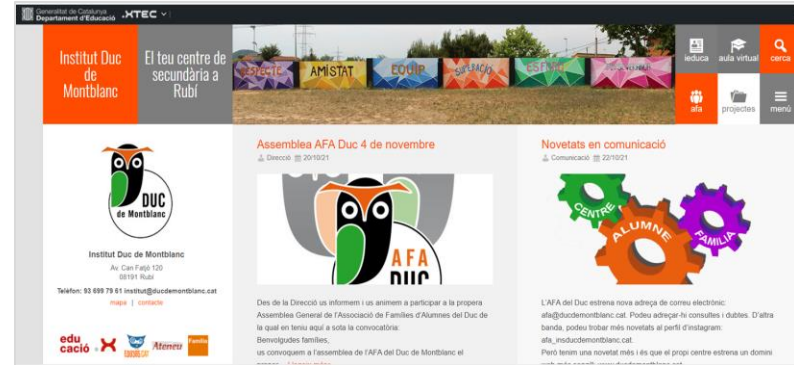 Generalitat de Catalunya
Departament d'Educació
XTEC
Institut Duc
de
Montblanc
El teu centre de
secundària a
Rubí
RESPECTE
AMISTAT
EQUIP
SUPERACIÓ
ESFORÇ
ieduca
aula virtual
cerca
afa
projectes
menú
DUC
de Montblanc
Institut Duc de Montblanc
Av. Can Fatjó 120
08191 Rubí
Telèfon: 93 699 79 61 institut@ducdemontblanc.cat
mapa | contacte
edu
cació
Ateneu
Família
Assemblea AFA Duc 4 de novembre
Direcció 20/10/21
AFA
DUC
Des de la Direcció us informem i us animem a participar a la propera
Assemblea General de l'Associació de Famílies d'Alumnes del Duc de
la qual en teniu aquí a sota la convocatòria:
Benvolgudes famílies,
us convoquem a l'assemblea de l'AFA del Duc de Montblanc el
Novetats en comunicació
Comunicació 22/10/21
CENTRE
ALUMNE
FAMILIA
L'AFA del Duc estrena nova adreça de correu electrònic:
afa@ducdemontblanc.cat. Podeu adreçar-hi consultes i dubtes. D'altra
banda, podeu trobar més novetats al perfil d'instagram:
afa_insducdemontblanc.cat.
Però tenim una novetat més i és que el propi centre estrena un domini